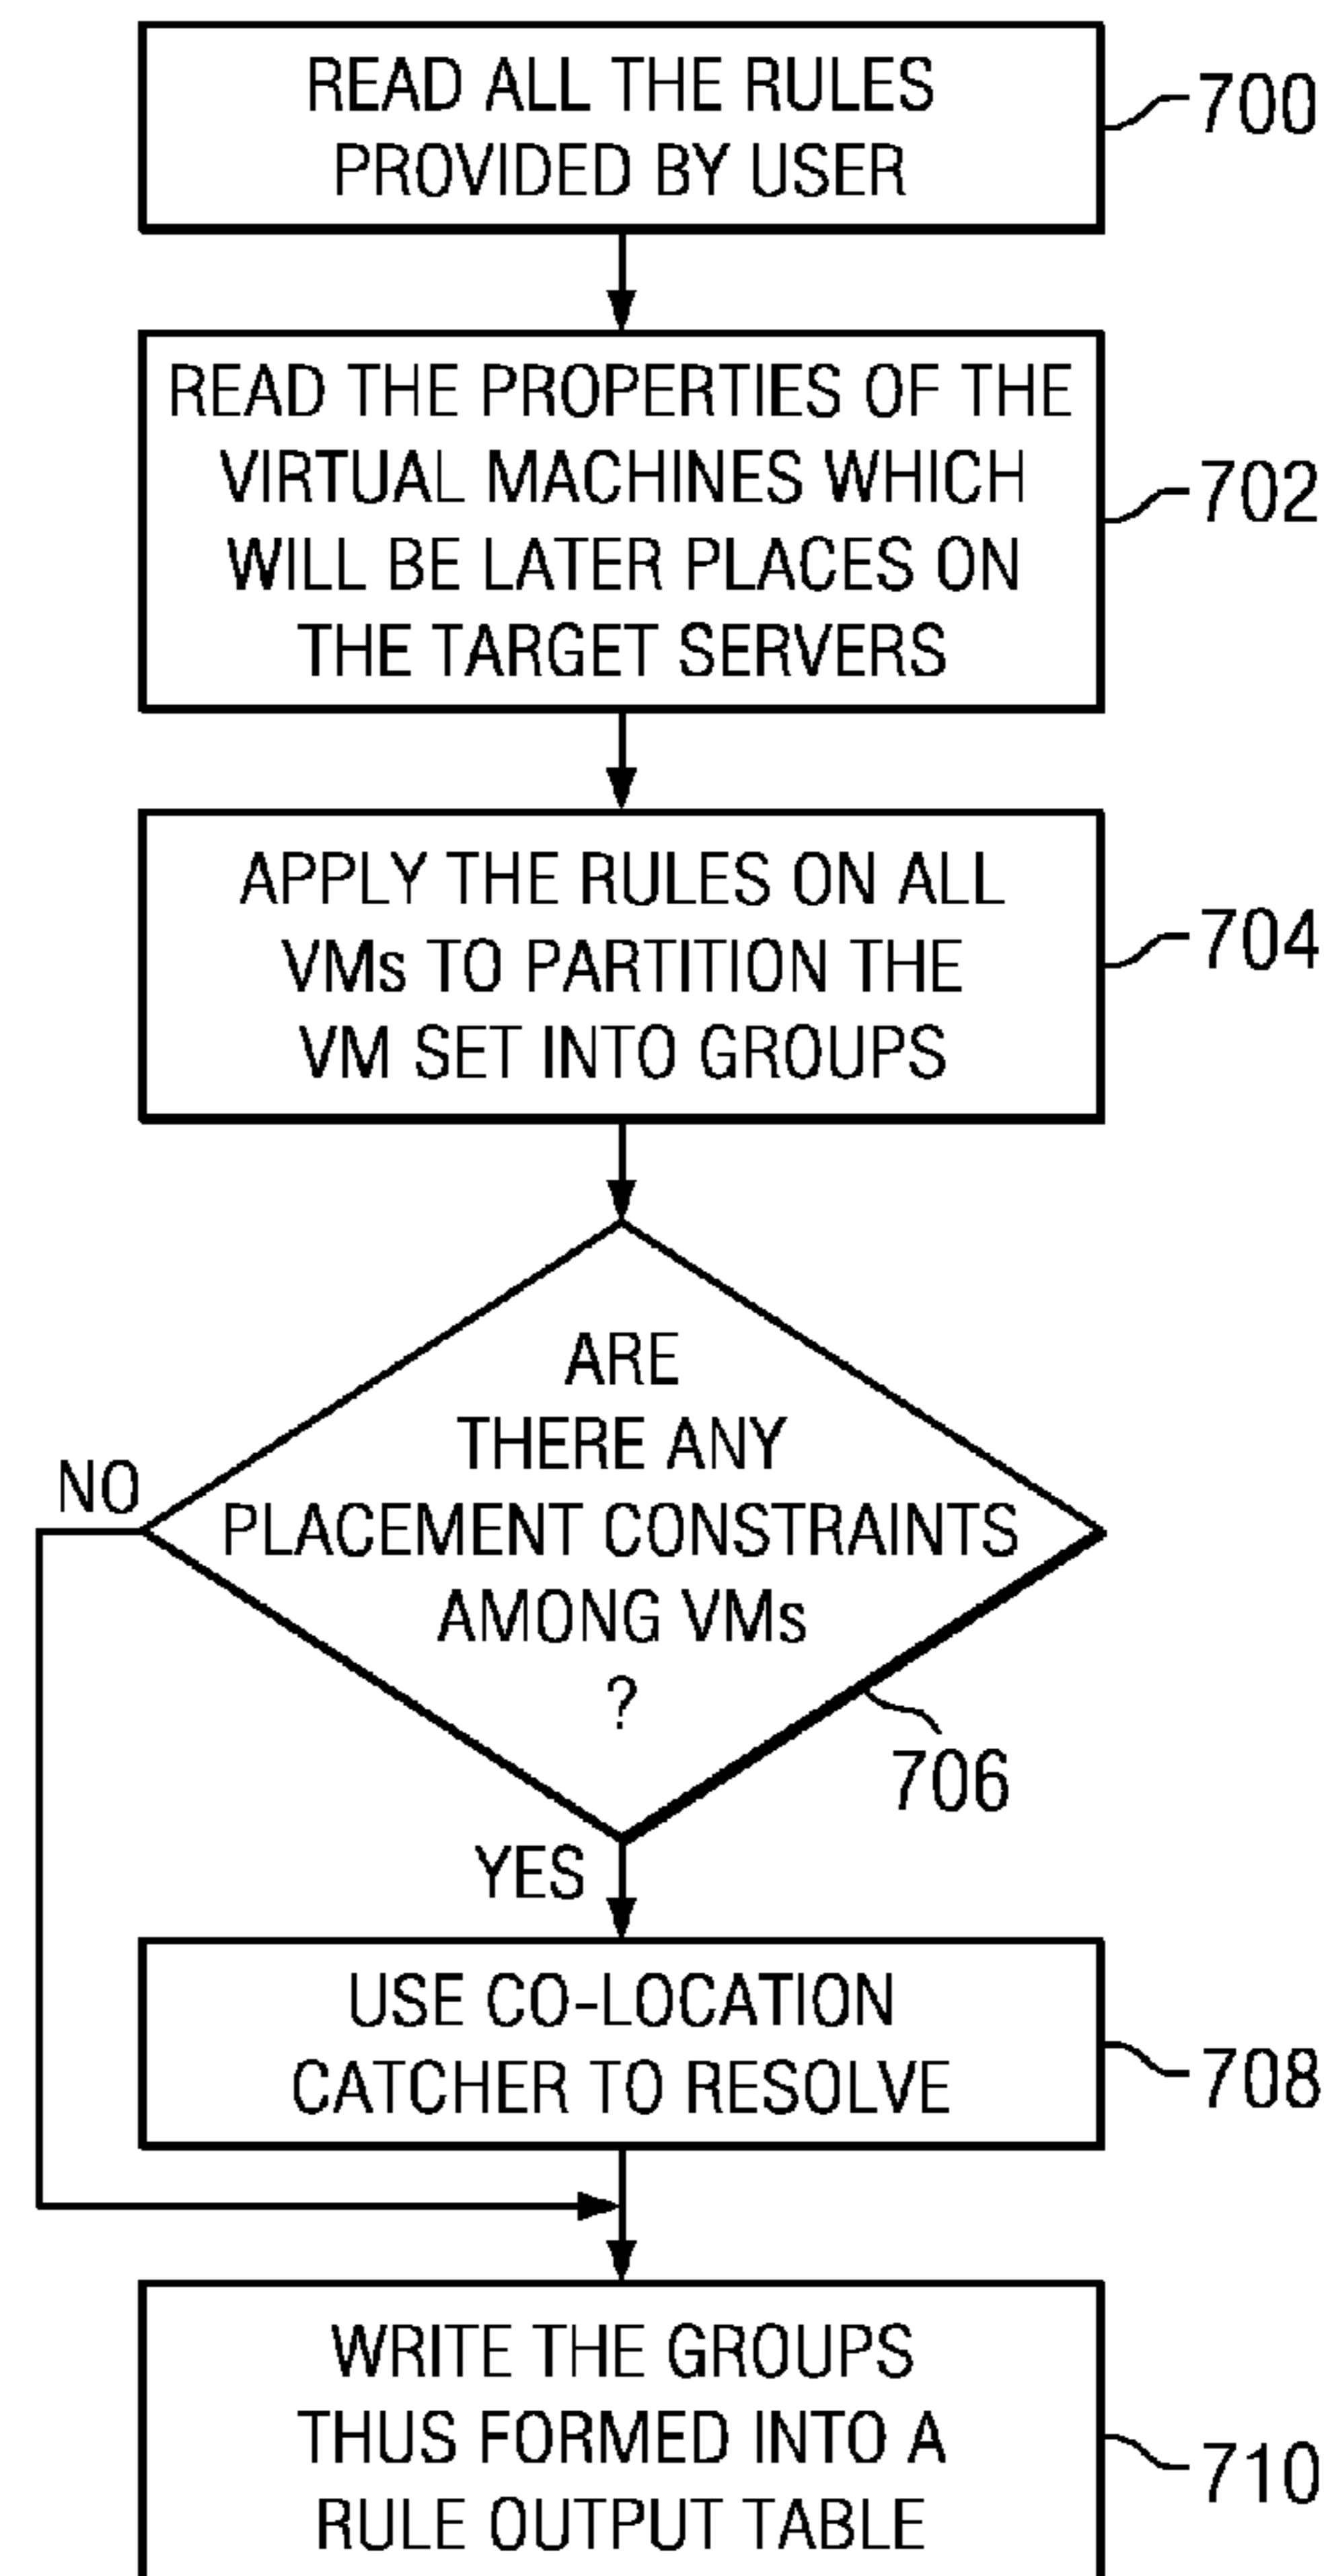 READ ALL THE RULES
PROVIDED BY USER
700
READ THE PROPERTIES OF THE
VIRTUAL MACHINES WHICH
WILL BE LATER PLACES ON
THE TARGET SERVERS
702
APPLY THE RULES ON ALL
VMs TO PARTITION THE
VM SET INTO GROUPS
704
ARE
THERE ANY
PLACEMENT CONSTRAINTS
AMONG VMs
?
NO
706
YES
USE CO-LOCATION
CATCHER TO RESOLVE
708
WRITE THE GROUPS
THUS FORMED INTO A
RULE OUTPUT TABLE
710